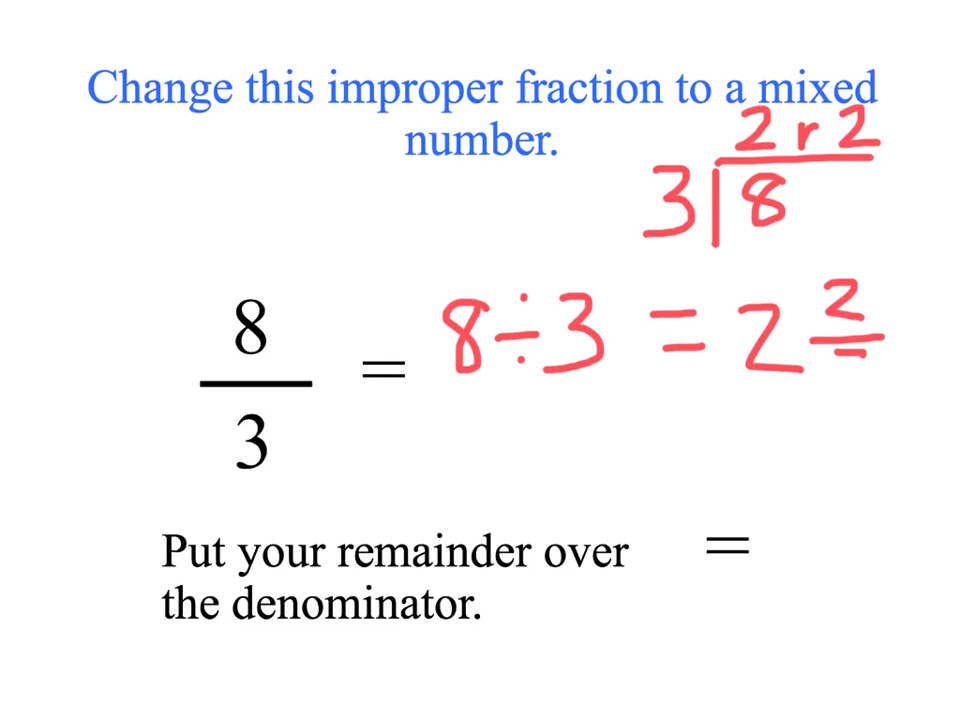 Change this improper fraction to a mixed
number.
2 r 2
3 8
8
3
= 8 ÷ 3 = 2 2
Put your remainder over
the denominator.
=